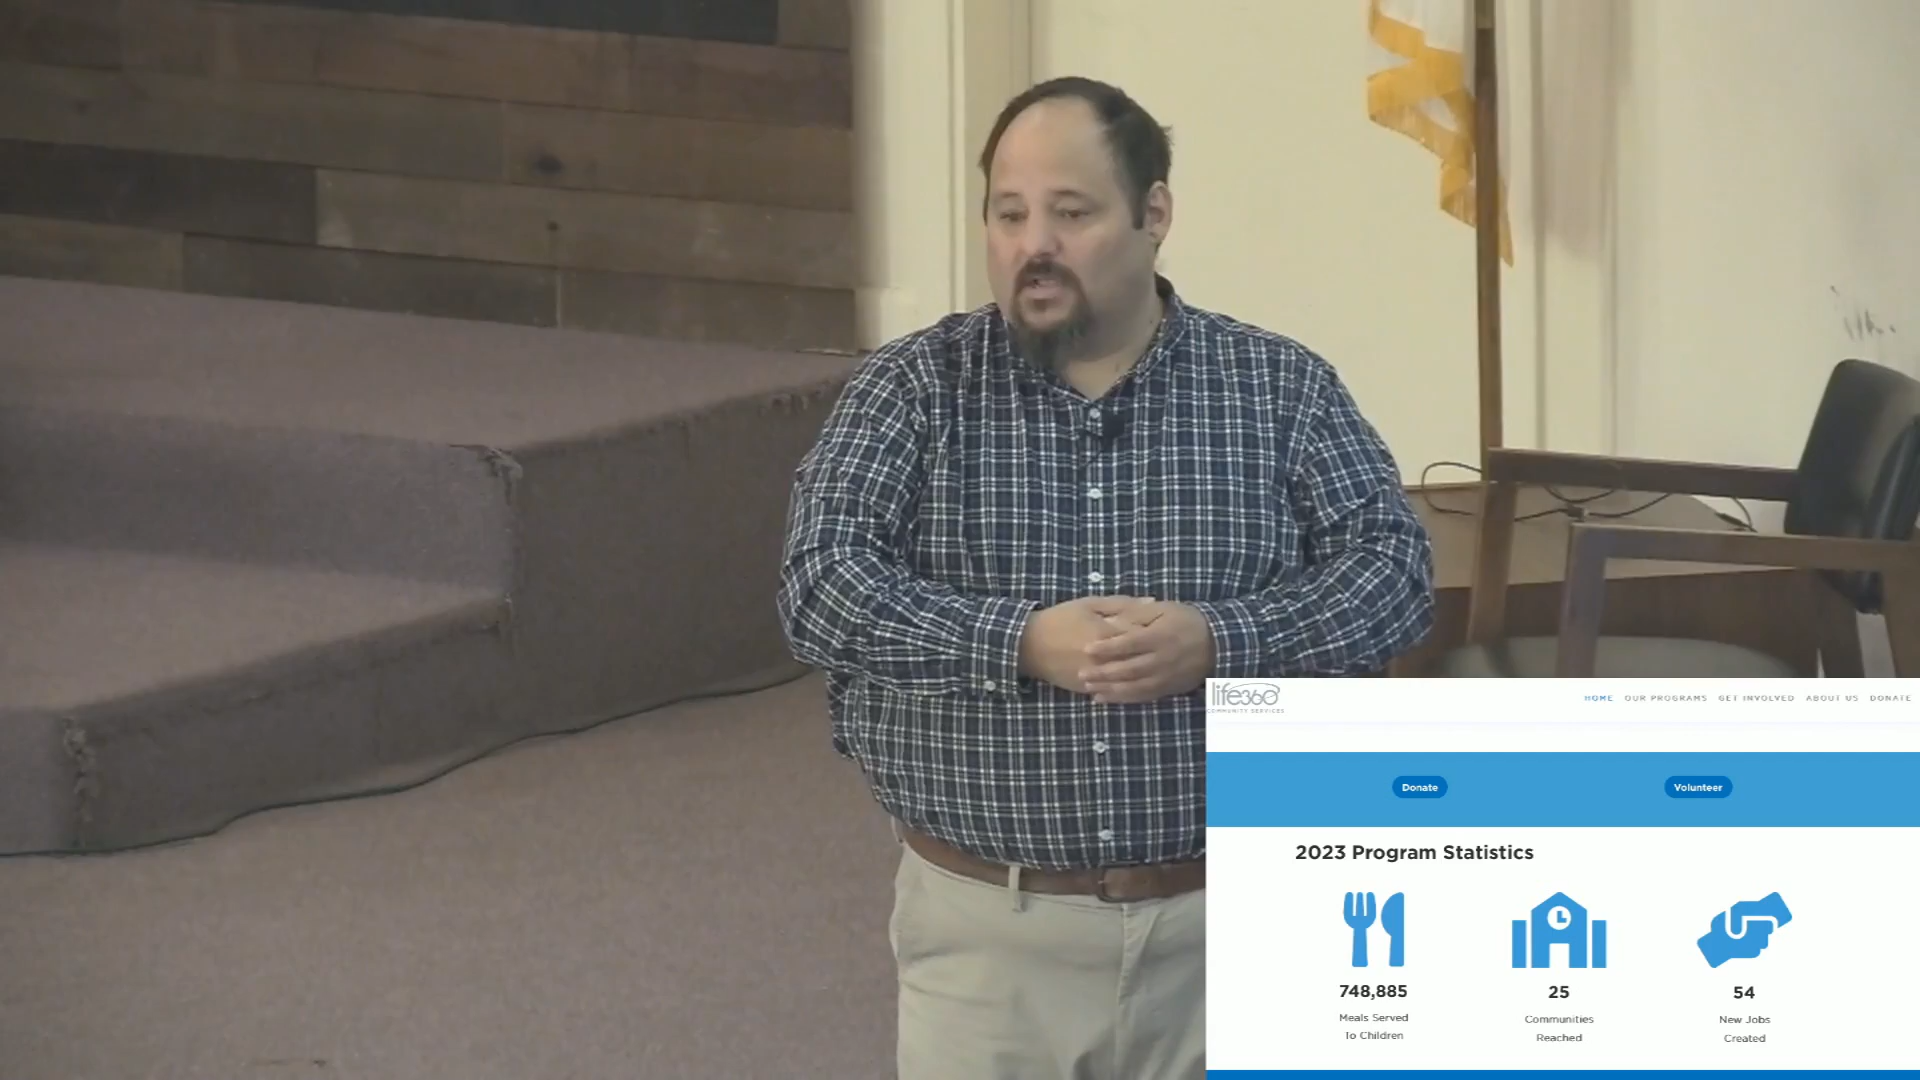 life360
COMMUNITY SERVICES
HOME OUR PROGRAMS GET INVOLVED ABOUT US DONATE
Donate Volunteer
2023 Program Statistics
748,885 25 54
Meals Served Communities New Jobs
To Children Reached Created